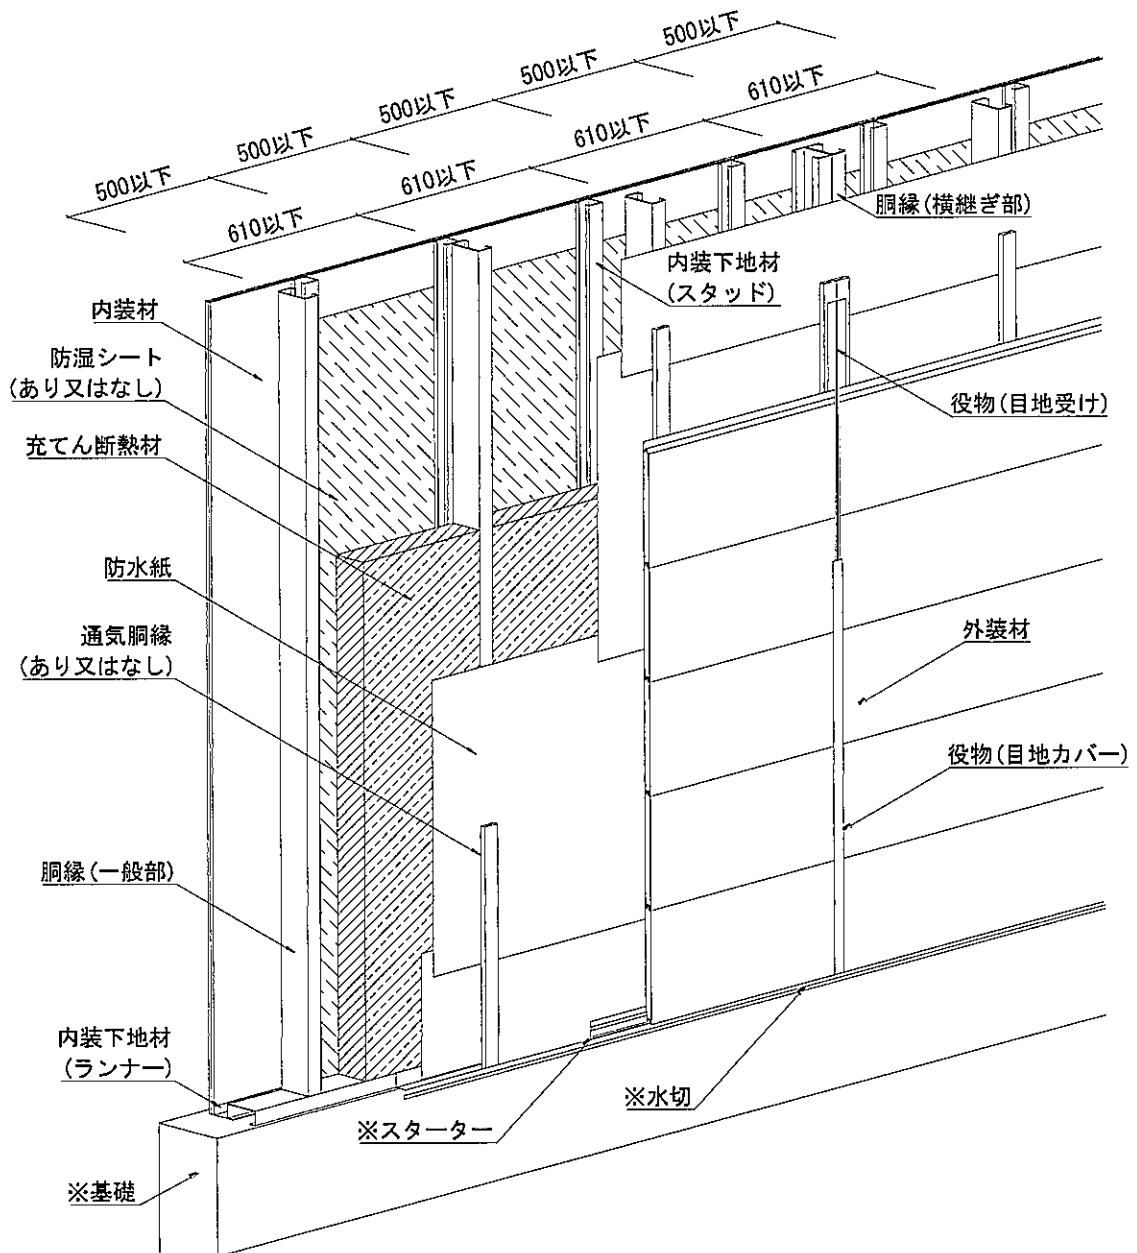 500以下
500以下
500以下
500以下
500以下
610以下
610以下
610以下
610以下
胴縁(横継ぎ部)
内装下地材
(スタッド)
内装材
防湿シート
(あり又はなし)
充てん断熱材
役物(目地受け)
防水紙
通気胴縁
(あり又はなし)
外装材
役物(目地カバー)
胴縁(一般部)
内装下地材
(ランナー)
※水切
※スターター
※基礎